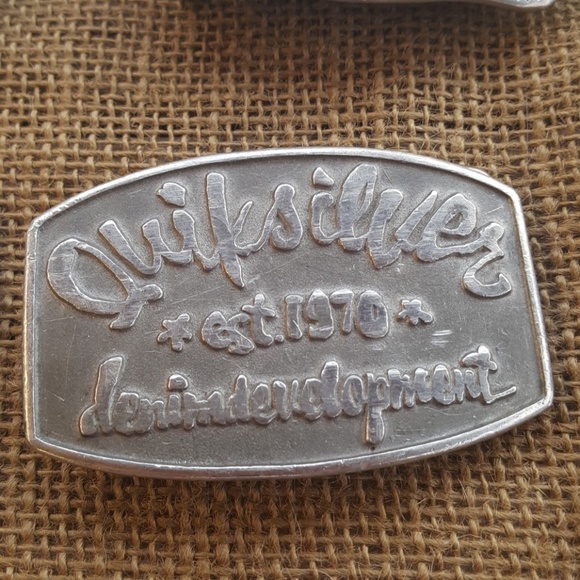 Quiksilver
* est.1970 *
denimdevelopment